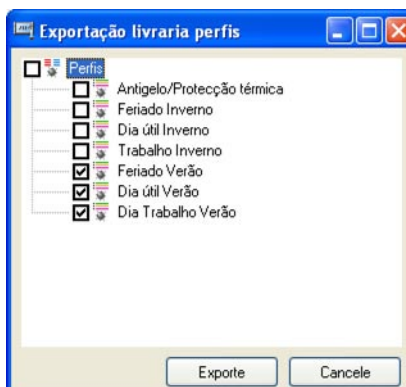 Exportação livraria perfis
Perfis
Antigelo/Protecção térmica
Feriado Inverno
Dia útil Inverno
Trabalho Inverno
Feriado Verão
Dia útil Verão
Dia Trabalho Verão
Exporte Cancele